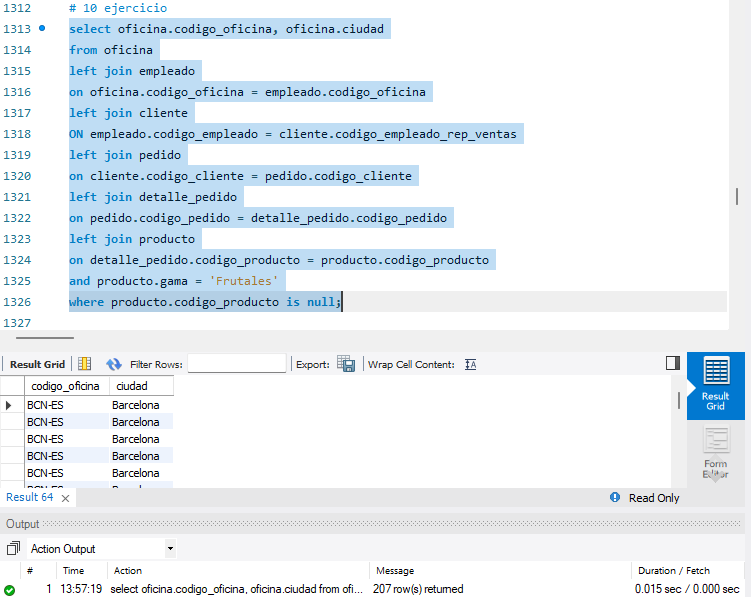 1312 # 10 ejercicio
1313 select oficina.codigo_oficina, oficina.ciudad
1314 from oficina
1315 left join empleado
1316 on oficina.codigo_oficina = empleado.codigo_oficina
1317 left join cliente
1318 ON empleado.codigo_empleado = cliente.codigo_empleado_rep_ventas
1319 left join pedido
1320 on cliente.codigo_cliente = pedido.codigo_cliente
1321 left join detalle_pedido
1322 on pedido.codigo_pedido = detalle_pedido.codigo_pedido
1323 left join producto
1324 on detalle_pedido.codigo_producto = producto.codigo_producto
1325 and producto.gama = 'Frutales'
1326 where producto.codigo_producto is null;
1327
Result Grid Filter Rows: Export: Wrap Cell Content:
codigo_oficina ciudad
BCN-ES Barcelona
BCN-ES Barcelona
BCN-ES Barcelona
BCN-ES Barcelona
BCN-ES Barcelona
BCN-ES Barcelona
Result
Grid
Form
Editor
Result 64 Read Only
Output
Action Output
# Time Action Message Duration / Fetch
1 13:57:19 select oficina.codigo_oficina, oficina.ciudad from ofi... 207 row(s) returned 0.015 sec / 0.000 sec